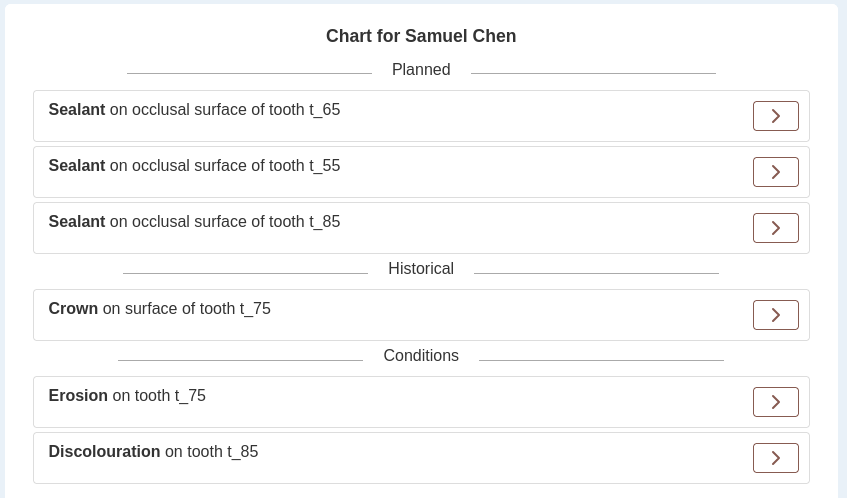 Chart for Samuel Chen
Planned
Sealant on occlusal surface of tooth t_65
Sealant on occlusal surface of tooth t_55
Sealant on occlusal surface of tooth t_85
Historical
Crown on surface of tooth t_75
Conditions
Erosion on tooth t_75
Discolouration on tooth t_85